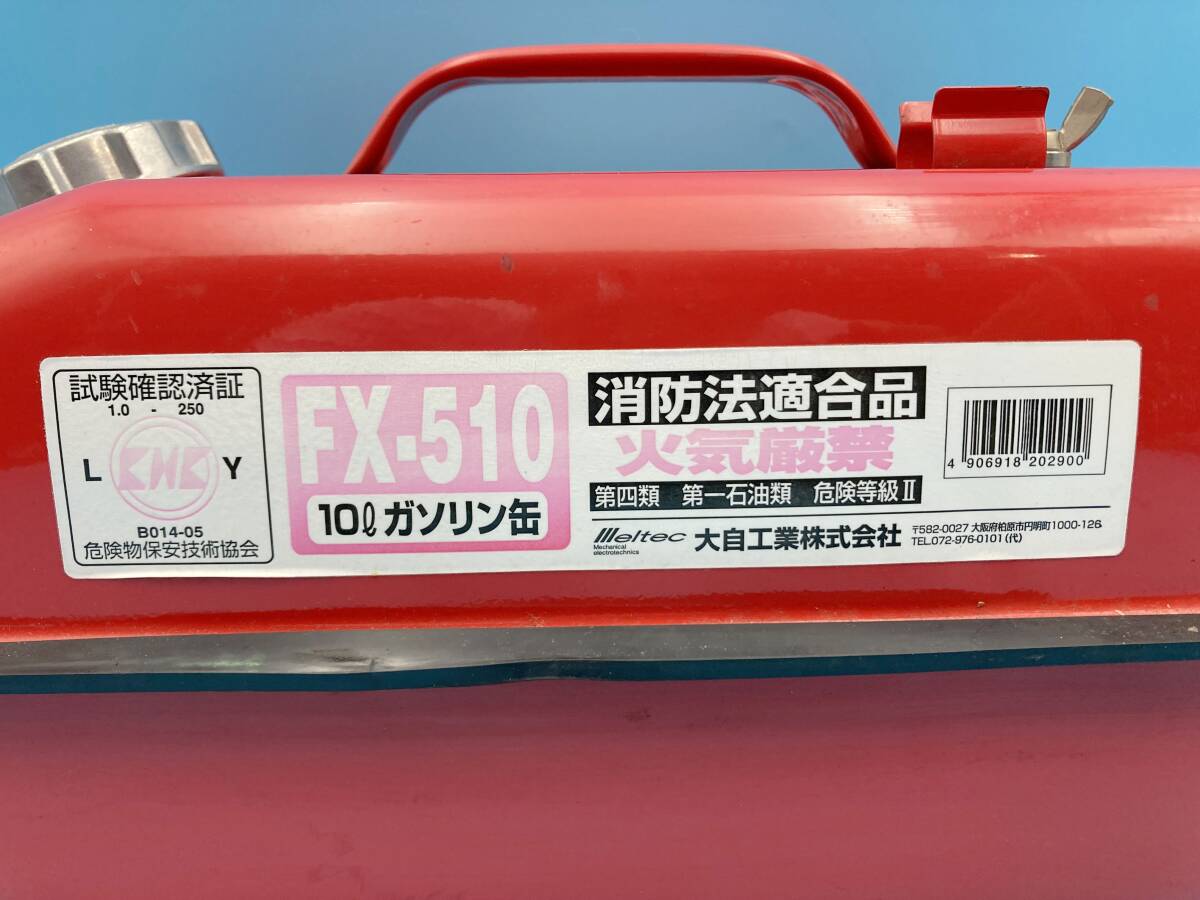 試験確認済証
1.0 - 250
L KHK Y
B014-05
危険物保安技術協会
FX-510
10ℓガソリン缶
消防法適合品
火気厳禁
第四類 第一石油類 危険等級Ⅱ
Meltec
Mechanical
electrotechnics
大自工業株式会社
〒582-0027 大阪府柏原市円明町1000-126
TEL.072-976-0101(代)
4 906918 202900